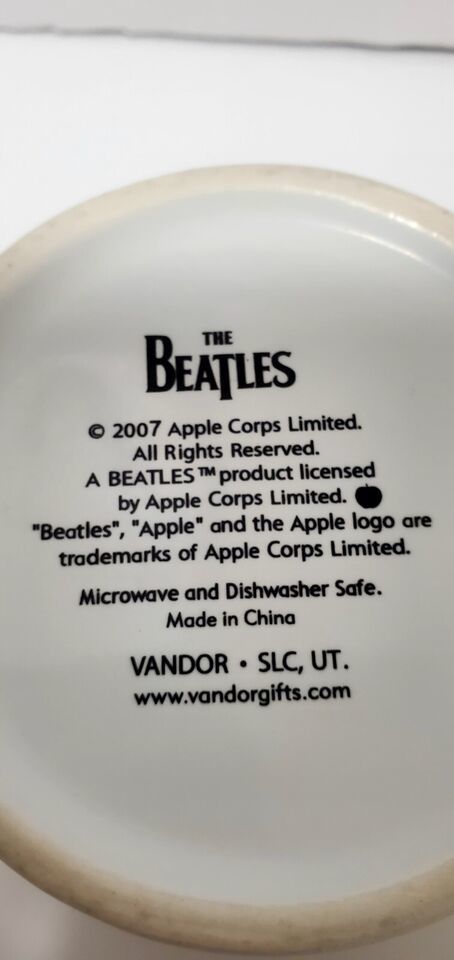 THE
BEATLES
© 2007 Apple Corps Limited.
All Rights Reserved.
A BEATLES™ product licensed
by Apple Corps Limited.
"Beatles", "Apple" and the Apple logo are
trademarks of Apple Corps Limited.
Microwave and Dishwasher Safe.
Made in China
VANDOR • SLC, UT.
www.vandorgifts.com